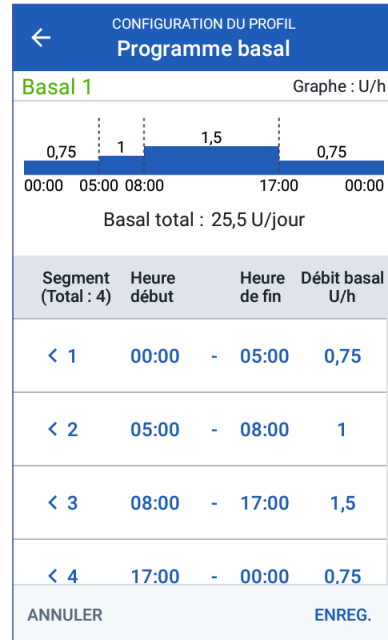 CONFIGURATION DU PROFIL
Programme basal
Basal 1 Graphe : U/h
0,75 1 1,5 0,75
00:00 05:00 08:00 17:00 00:00
Basal total : 25,5 U/jour
Segment Heure Heure Débit basal
(Total : 4) début de fin U/h
< 1 00:00 - 05:00 0,75
< 2 05:00 - 08:00 1
< 3 08:00 - 17:00 1,5
< 4 17:00 - 00:00 0,75
ANNULER ENREG.